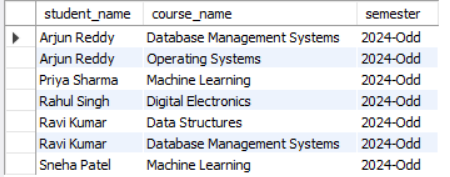 student_name course_name semester
Arjun Reddy Database Management Systems 2024-Odd
Arjun Reddy Operating Systems 2024-Odd
Priya Sharma Machine Learning 2024-Odd
Rahul Singh Digital Electronics 2024-Odd
Ravi Kumar Data Structures 2024-Odd
Ravi Kumar Database Management Systems 2024-Odd
Sneha Patel Machine Learning 2024-Odd